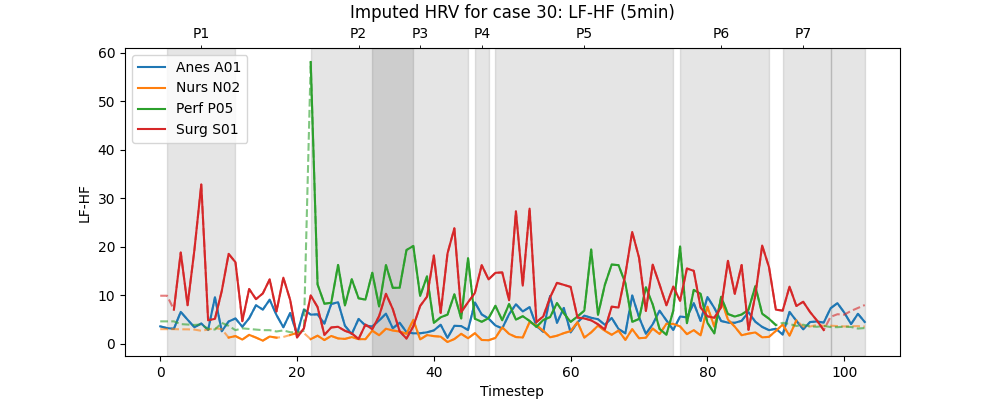 Imputed HRV for case 30: LF-HF (5min)
P1 P2 P3 P4 P5 P6 P7
Anes A01
Nurs N02
Perf P05
Surg S01
LF-HF
60
50
40
30
20
10
0
0 20 40 60 80 100
Timestep